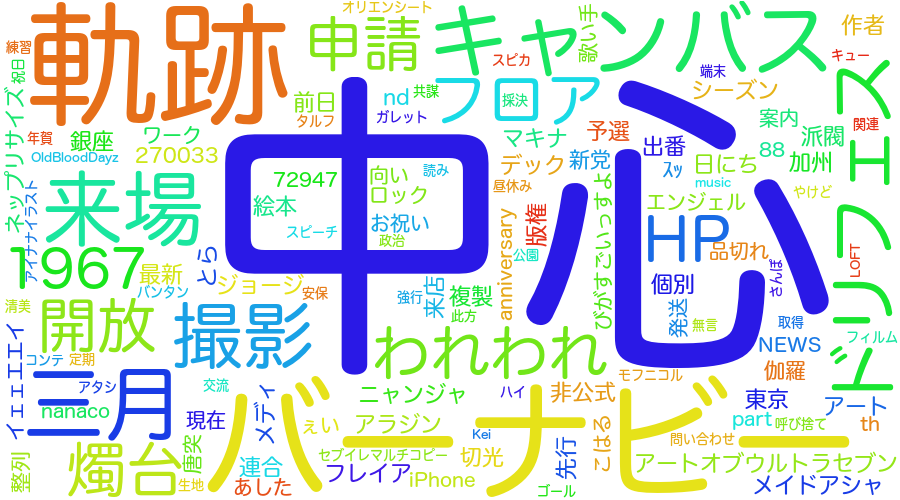 オリエンシート
軌跡
申請
キャンバス
歌い手
作者
練習
祝日
スピカ
キュー
端末
シーズン
フロア
採決
nd
共謀
ガレット
前日
タルフ
ネップリサイズ
年賀
銀座
ワーク
270033
OldBloodDayz
マキナ
予選
出番
案内
88
派閥
関連
加州
日にち
デック
新党
ｽｯ
music
やけど
昼休み
エンジェル
中心
72947
向い
ロック
読み
絵本
お祝い
政治
スピーチ
来場
アイナナイラスト
びがすごいっすよ
版権
HP
品切れ
ドリフフェス
LOFT
さんぽ
公園
anniversary
1967
とら
最新
バンタン
ジョージ
安保
強行
来店
複製
此方
個別
発送
無言
取得
NEWS
フィルム
清美
開放
撮影
われわれ
伽羅
イェェエエイ
コンテ
定期
三月
アタシ
交流
nanaco
バーナビー
メディ
ニャンジャ
ハイ
非公式
モフニコル
東京
アート
part
呼び捨て
th
現在
ぇい
アラジン
Kei
こはる
問い合わせ
燭台
唐突
整列
生地
連合
あした
セブイレマルチコピー
フレイア
iPhone
切光
先行
ゴール
アートオブウルトラセブン
メイドアシャ